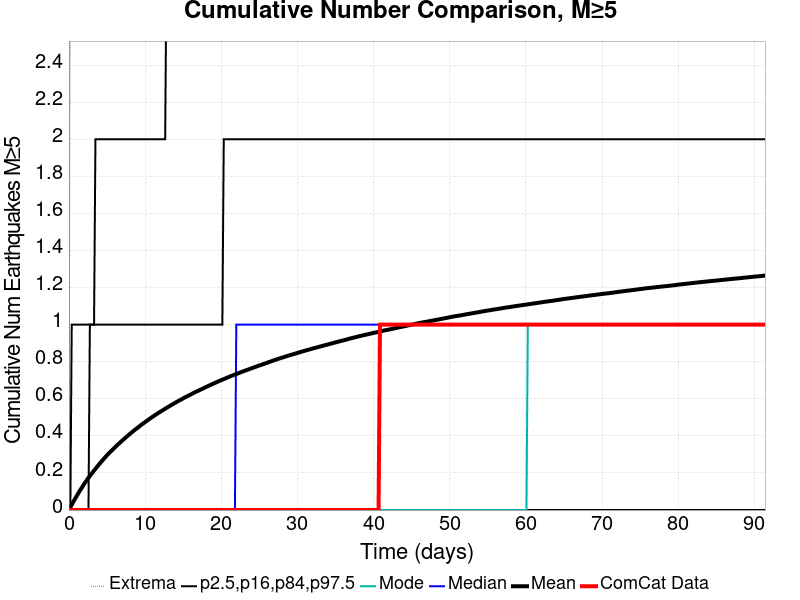 Cumulative Number Comparison, M≥5
Cumulative Num Earthquakes M≥5
2.4
2.2
2
1.8
1.6
1.4
1.2
1
0.8
0.6
0.4
0.2
0
0 10 20 30 40 50 60 70 80 90
Time (days)
Extrema p2.5,p16,p84,p97.5 Mode Median Mean ComCat Data